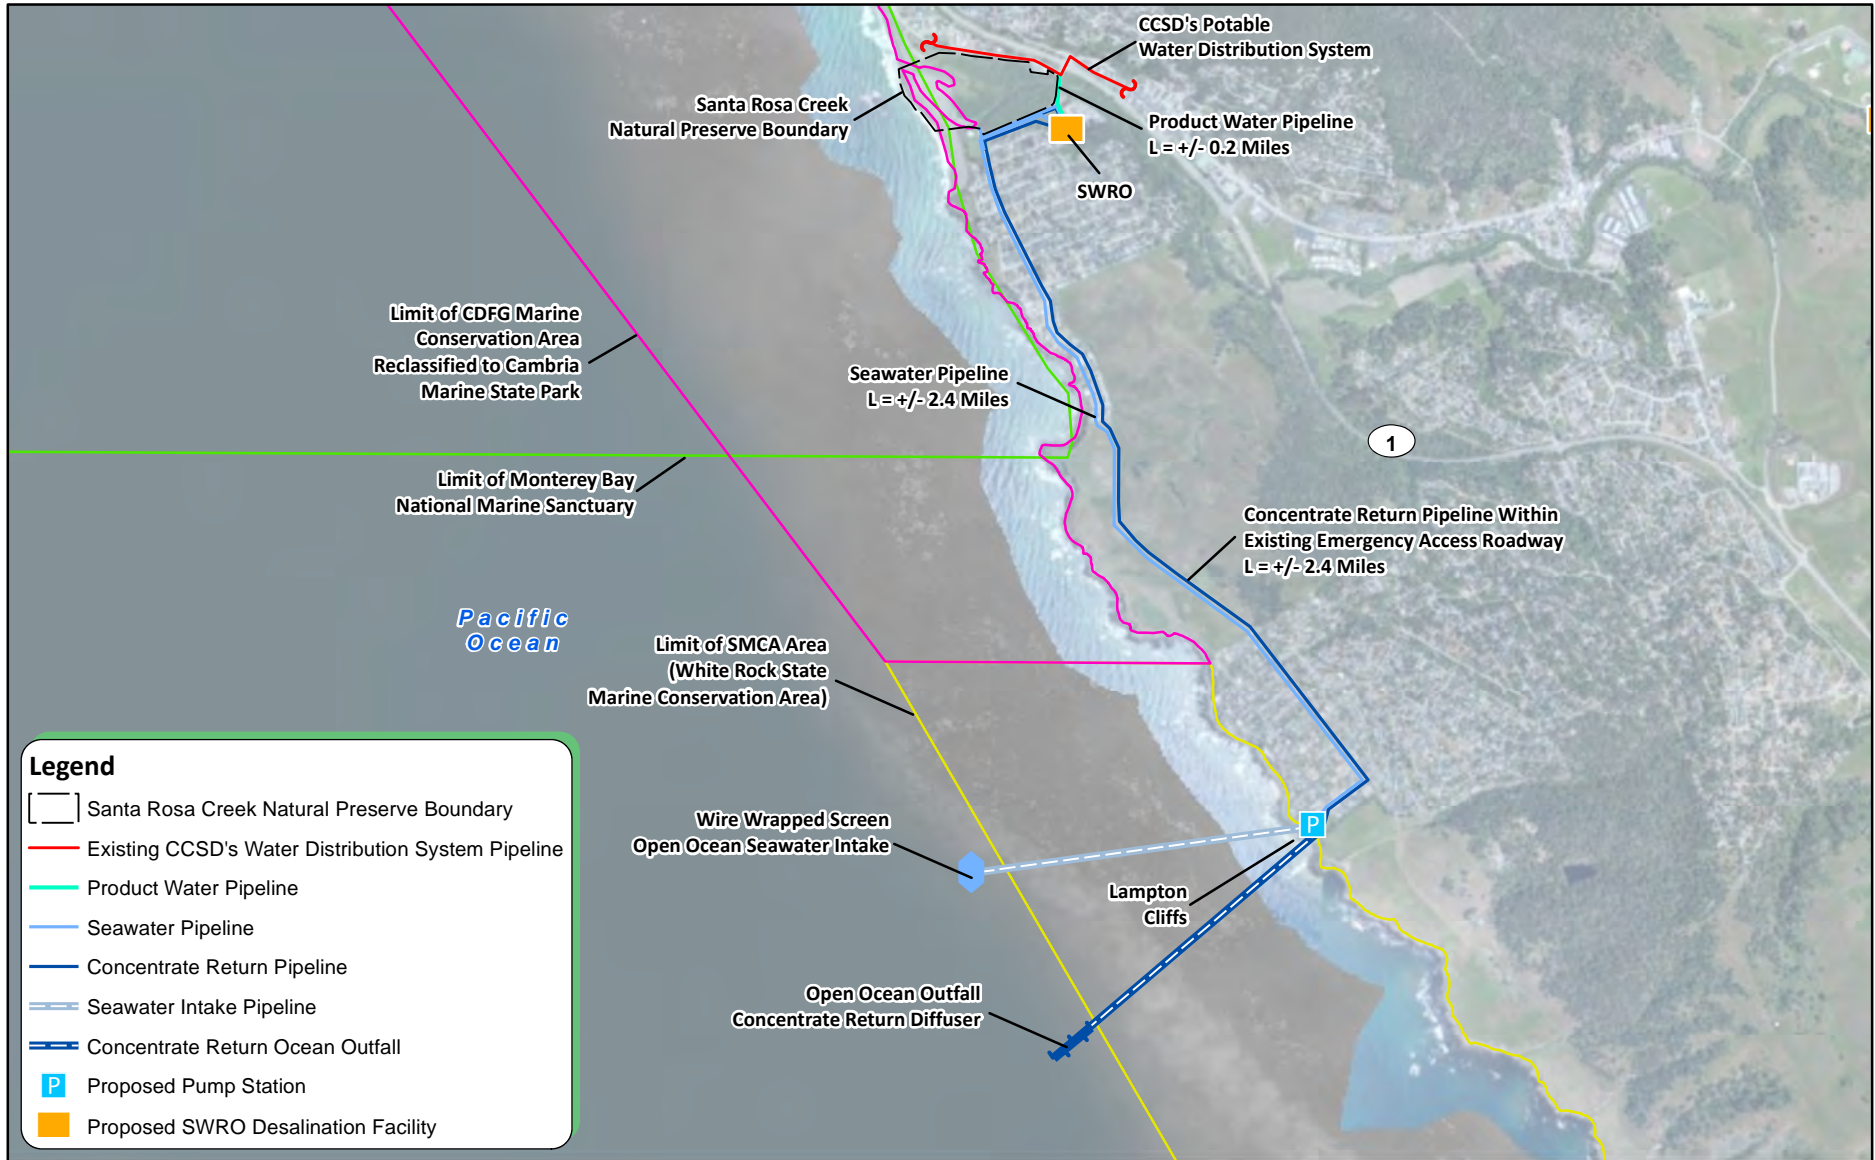 CCSD's Potable
Water Distribution System
Santa Rosa Creek
Natural Preserve Boundary
Product Water Pipeline
L = +/- 0.2 Miles
SWRO
Limit of CDFG Marine
Conservation Area
Reclassified to Cambria
Marine State Park
Seawater Pipeline
L = +/- 2.4 Miles
1
Limit of Monterey Bay
National Marine Sanctuary
Concentrate Return Pipeline Within
Existing Emergency Access Roadway
L = +/- 2.4 Miles
Pacific
Ocean
Limit of SMCA Area
(White Rock State
Marine Conservation Area)
Wire Wrapped Screen
Open Ocean Seawater Intake
P
Lampton
Cliffs
Open Ocean Outfall
Concentrate Return Diffuser
Legend
Santa Rosa Creek Natural Preserve Boundary
Existing CCSD's Water Distribution System Pipeline
Product Water Pipeline
Seawater Pipeline
Concentrate Return Pipeline
Seawater Intake Pipeline
Concentrate Return Ocean Outfall
P Proposed Pump Station
Proposed SWRO Desalination Facility